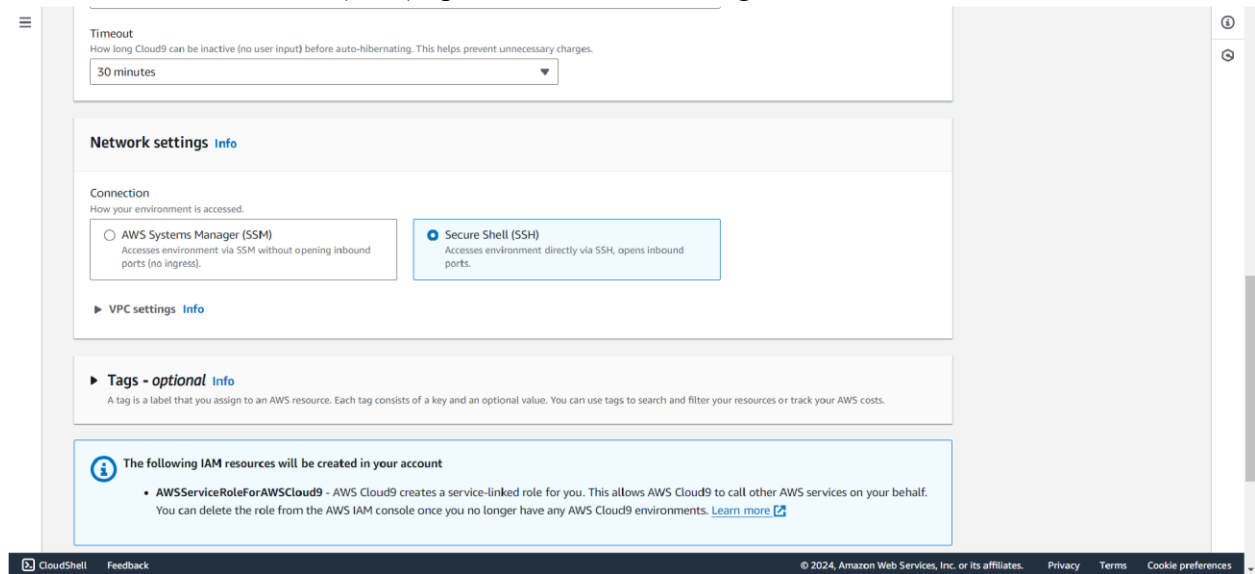 Timeout
How long Cloud9 can be inactive (no user input) before auto-hibernating. This helps prevent unnecessary charges.
30 minutes
Network settings Info
Connection
How your environment is accessed.
AWS Systems Manager (SSM)
Accesses environment via SSM without opening inbound
ports (no ingress).
Secure Shell (SSH)
Accesses environment directly via SSH, opens inbound
ports.
VPC settings Info
Tags - optional Info
A tag is a label that you assign to an AWS resource. Each tag consists of a key and an optional value. You can use tags to search and filter your resources or track your AWS costs.
The following IAM resources will be created in your account
• AWSServiceRoleForAWSCloud9 - AWS Cloud9 creates a service-linked role for you. This allows AWS Cloud9 to call other AWS services on your behalf.
You can delete the role from the AWS IAM console once you no longer have any AWS Cloud9 environments. Learn more
CloudShell Feedback © 2024, Amazon Web Services, Inc. or its affiliates. Privacy Terms Cookie preferences